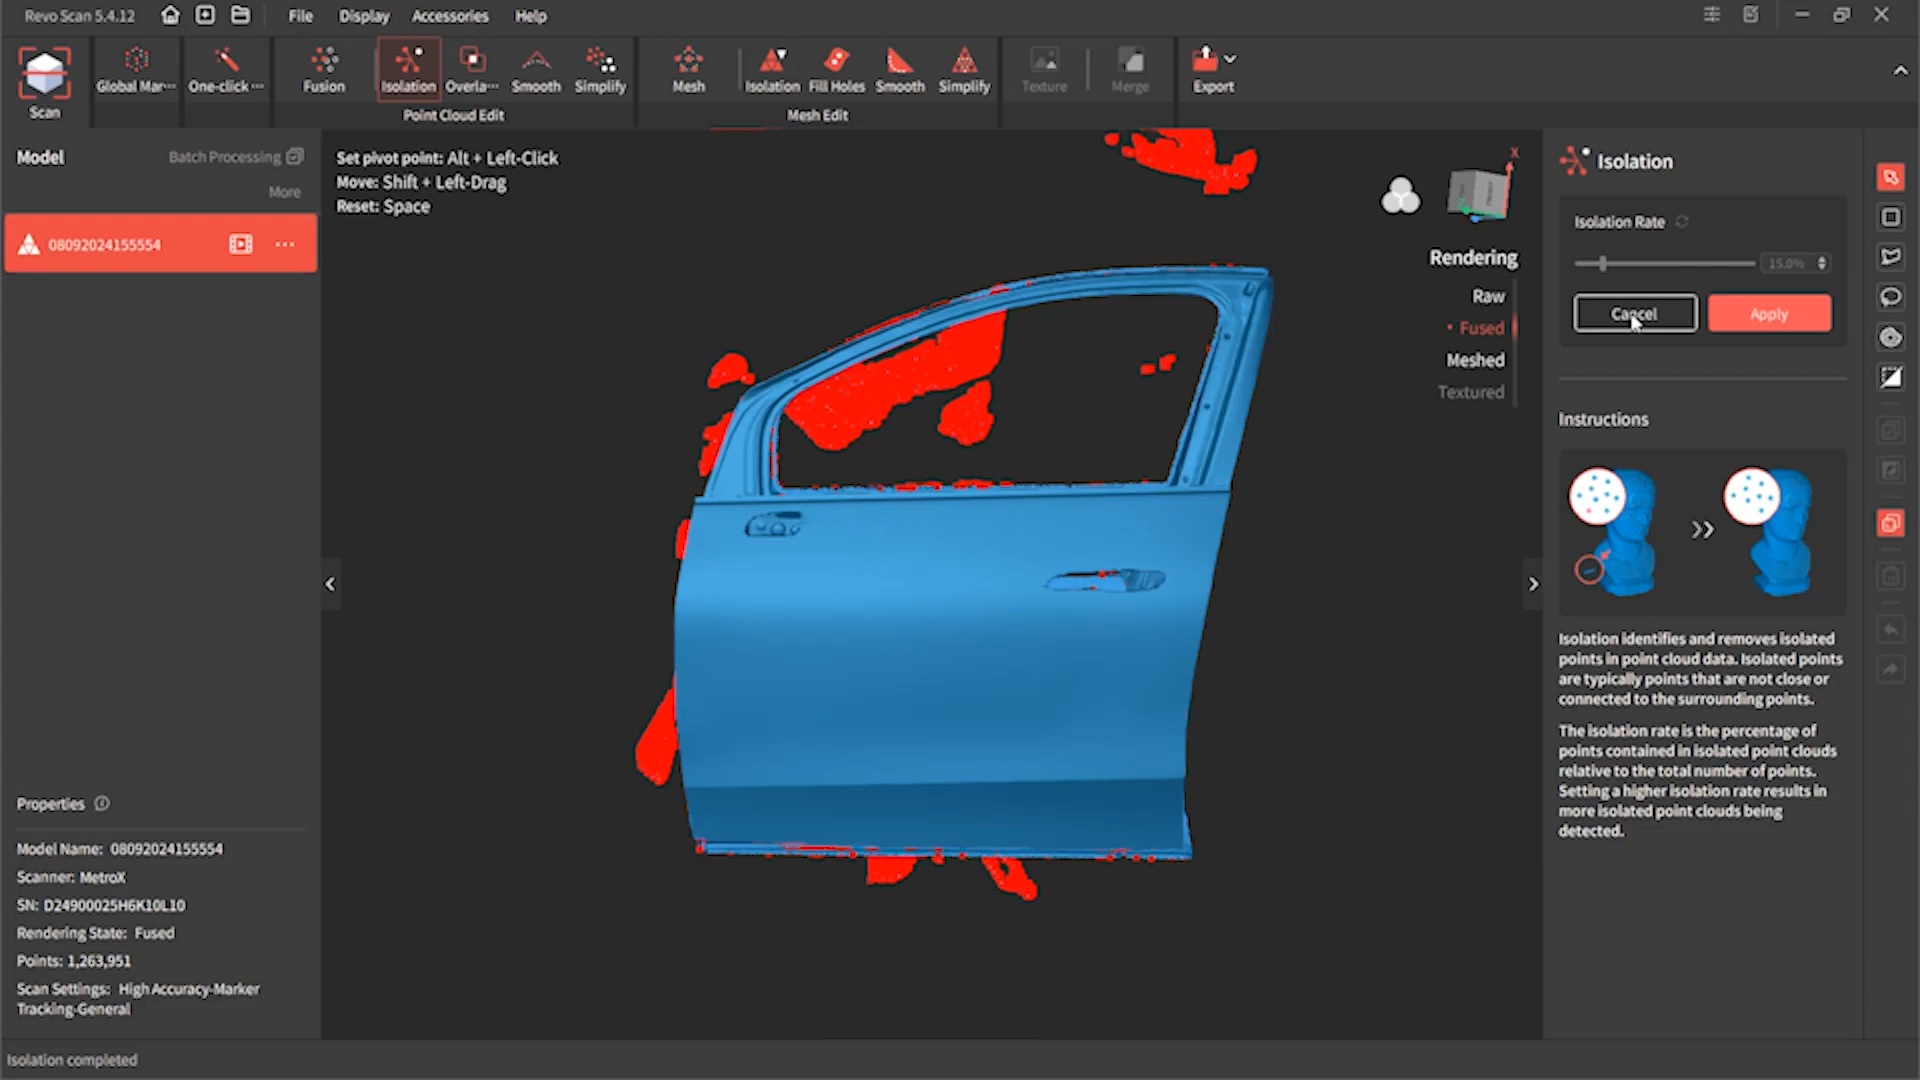 Revo Scan 5.4.12
File
Display
Accessories
Help
Scan
Global Mar···
One-click ···
Fusion
Isolation
Overla···
Smooth
Simplify
Point Cloud Edit
Mesh
Isolation
Fill Holes
Smooth
Simplify
Mesh Edit
Texture
Merge
Export
Model
Batch Processing
More
08092024155554
Properties
Model Name: 08092024155554
Scanner: MetroX
SN: D24900025H6K10L10
Rendering State: Fused
Points: 1,263,951
Scan Settings: High Accuracy-Marker
Tracking-General
Isolation completed
Set pivot point: Alt + Left-Click
Move: Shift + Left-Drag
Reset: Space
X
Rendering
Raw
• Fused
Meshed
Textured
Isolation
Isolation Rate
15.0%
Cancel
Apply
Instructions
Isolation identifies and removes isolated
points in point cloud data. Isolated points
are typically points that are not close or
connected to the surrounding points.
The isolation rate is the percentage of
points contained in isolated point clouds
relative to the total number of points.
Setting a higher isolation rate results in
more isolated point clouds being
detected.